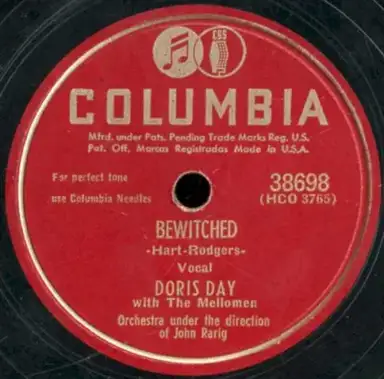 CBS
COLUMBIA
Mfrd. under Pats. Pending Trade Marks Reg. U.S.
Pat. Off. Marcas Registradas Made in U.S.A.
For perfect tone
use Columbia Needles
38698
(HCO 3765)
BEWITCHED
-Hart-Rodgers-
Vocal
DORIS DAY
with The Mellomen
Orchestra under the direction
of John Rarig